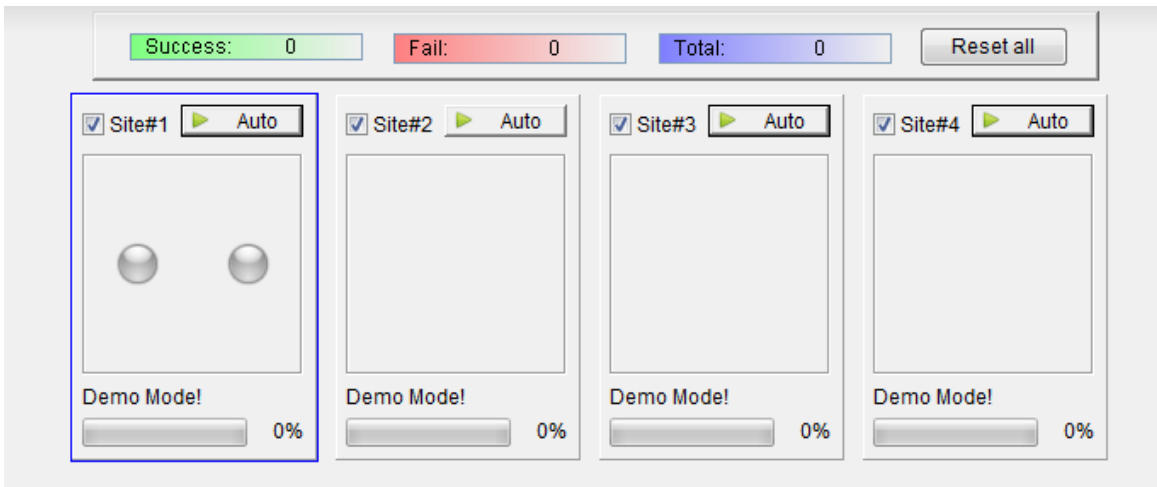 Success: 0 Fail: 0 Total: 0 Reset all
Site#1 Auto Site#2 Auto Site#3 Auto Site#4 Auto
Demo Mode! Demo Mode! Demo Mode! Demo Mode!
0% 0% 0% 0%